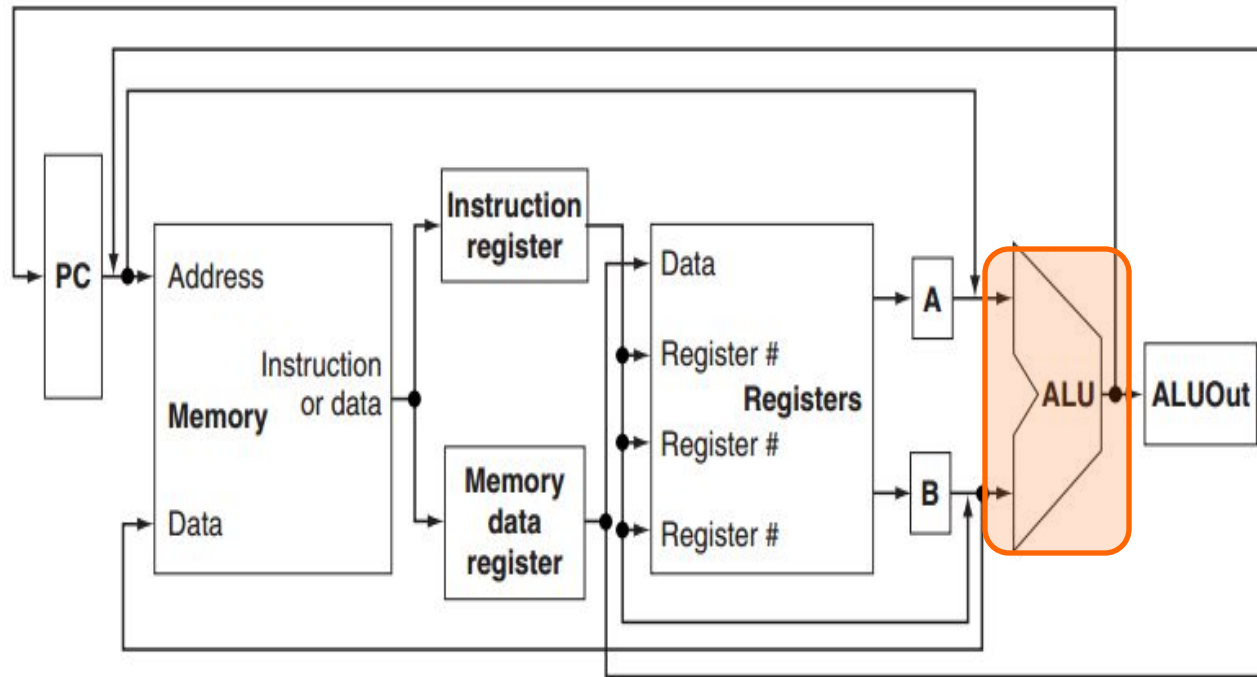 PC
Address
Instruction
or data
Memory
Data
Instruction
register
Memory
data
register
Data
Register #
Registers
Register #
Register #
A
B
ALU
ALUOut